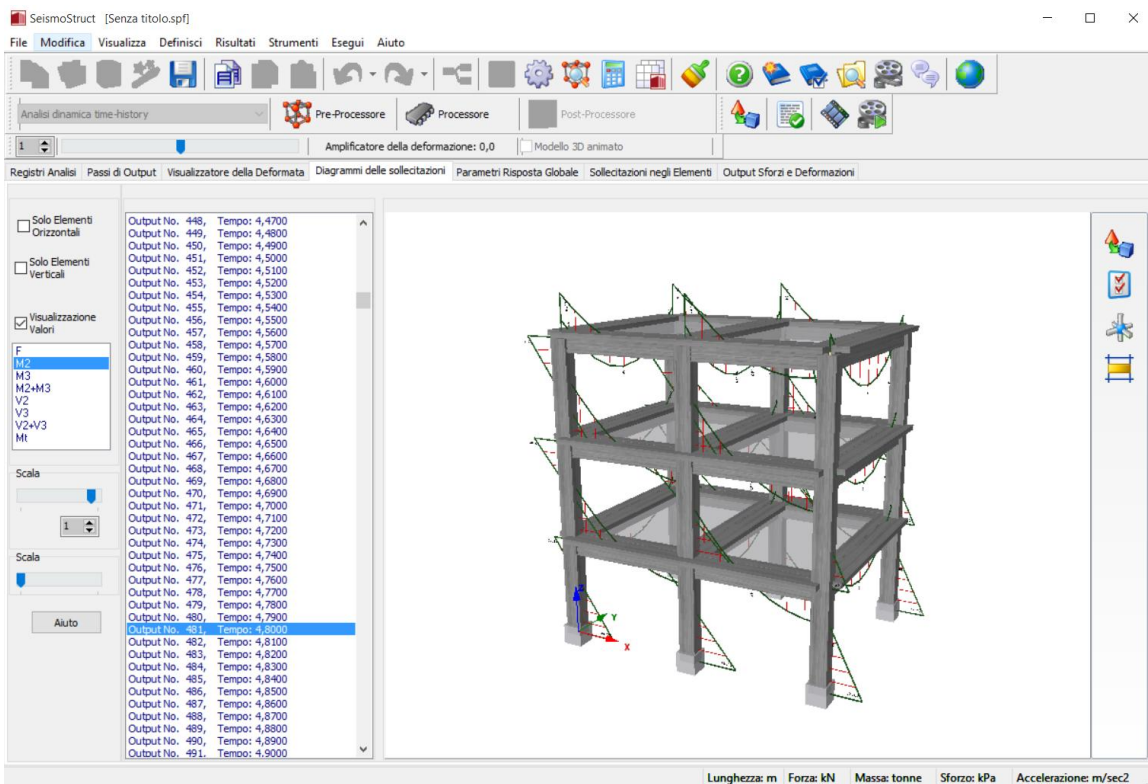 SeismoStruct [Senza titolo.spf]
File Modifica Visualizza Definisci Risultati Strumenti Esegui Aiuto
Analisi dinamica time-history
Pre-Processore
Processore
Post-Processore
1
Amplificatore della deformazione: 0,0
Modello 3D animato
Registri Analisi Passi di Output Visualizzatore della Deformata Diagrammi delle sollecitazioni Parametri Risposta Globale Sollecitazioni negli Elementi Output Sforzi e Deformazioni
Solo Elementi
Orizzontali
Solo Elementi
Verticali
Visualizzazione
Valori
F
M2
M3
M2+M3
V2
V3
V2+V3
Mt
Scala
1
Scala
Aiuto
Output No. 448, Tempo: 4,4700
Output No. 449, Tempo: 4,4800
Output No. 450, Tempo: 4,4900
Output No. 451, Tempo: 4,5000
Output No. 452, Tempo: 4,5100
Output No. 453, Tempo: 4,5200
Output No. 454, Tempo: 4,5300
Output No. 455, Tempo: 4,5400
Output No. 456, Tempo: 4,5500
Output No. 457, Tempo: 4,5600
Output No. 458, Tempo: 4,5700
Output No. 459, Tempo: 4,5800
Output No. 460, Tempo: 4,5900
Output No. 461, Tempo: 4,6000
Output No. 462, Tempo: 4,6100
Output No. 463, Tempo: 4,6200
Output No. 464, Tempo: 4,6300
Output No. 465, Tempo: 4,6400
Output No. 466, Tempo: 4,6500
Output No. 467, Tempo: 4,6600
Output No. 468, Tempo: 4,6700
Output No. 469, Tempo: 4,6800
Output No. 470, Tempo: 4,6900
Output No. 471, Tempo: 4,7000
Output No. 472, Tempo: 4,7100
Output No. 473, Tempo: 4,7200
Output No. 474, Tempo: 4,7300
Output No. 475, Tempo: 4,7400
Output No. 476, Tempo: 4,7500
Output No. 477, Tempo: 4,7600
Output No. 478, Tempo: 4,7700
Output No. 479, Tempo: 4,7800
Output No. 480, Tempo: 4,7900
Output No. 481, Tempo: 4,8000
Output No. 482, Tempo: 4,8100
Output No. 483, Tempo: 4,8200
Output No. 484, Tempo: 4,8300
Output No. 485, Tempo: 4,8400
Output No. 486, Tempo: 4,8500
Output No. 487, Tempo: 4,8600
Output No. 488, Tempo: 4,8700
Output No. 489, Tempo: 4,8800
Output No. 490, Tempo: 4,8900
Output No. 491, Tempo: 4,9000
Z
Y
X
Lunghezza: m Forza: kN Massa: tonne Sforzo: kPa Accelerazione: m/sec2